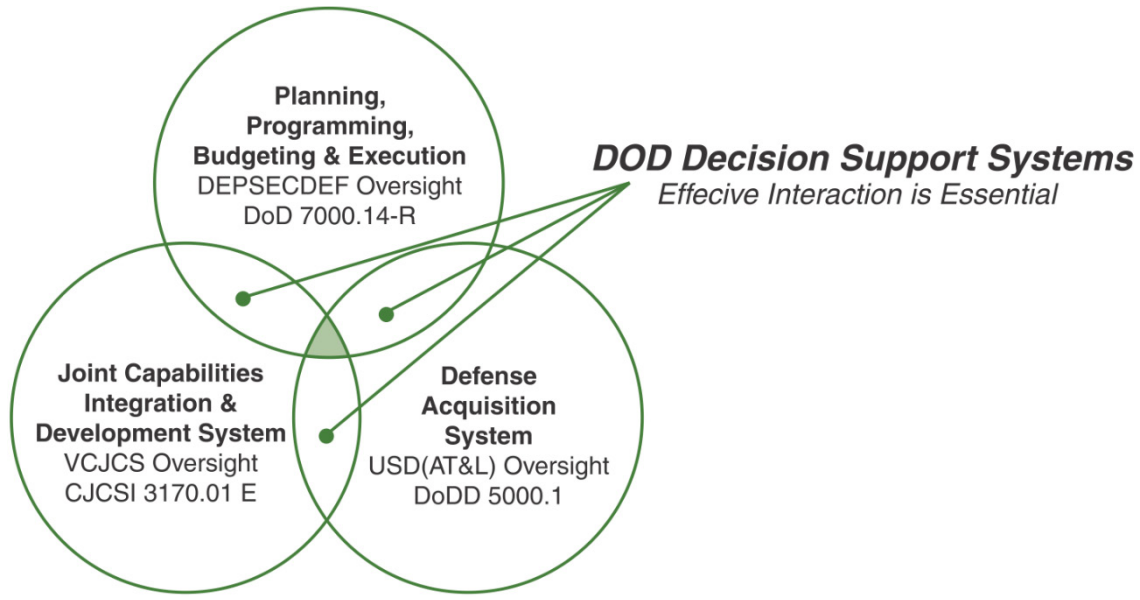 Planning,
Programming,
Budgeting & Execution
DEPSECDEF Oversight
DoD 7000.14-R
DOD Decision Support Systems
Effecive Interaction is Essential
Joint Capabilities
Integration &
Development System
VCJCS Oversight
CJCSI 3170.01 E
Defense
Acquisition
System
USD(AT&L) Oversight
DoDD 5000.1